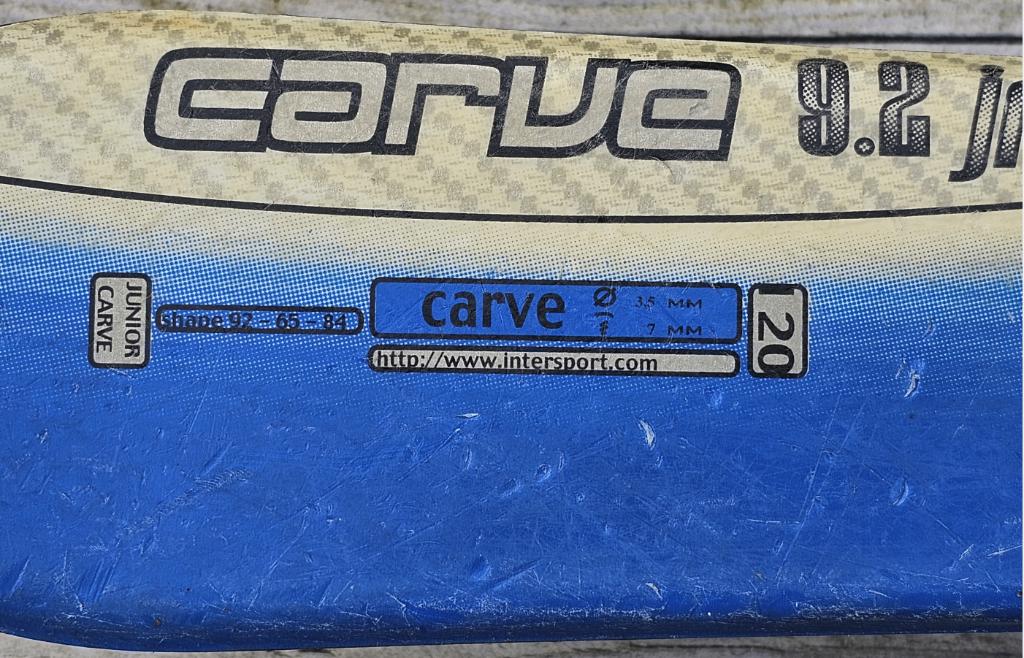 carve 9.2 jr
JUNIOR
CARVE
shape 92 65 - 84
carve Ø 3.5 MM
7 MM
http://www.intersport.com
120